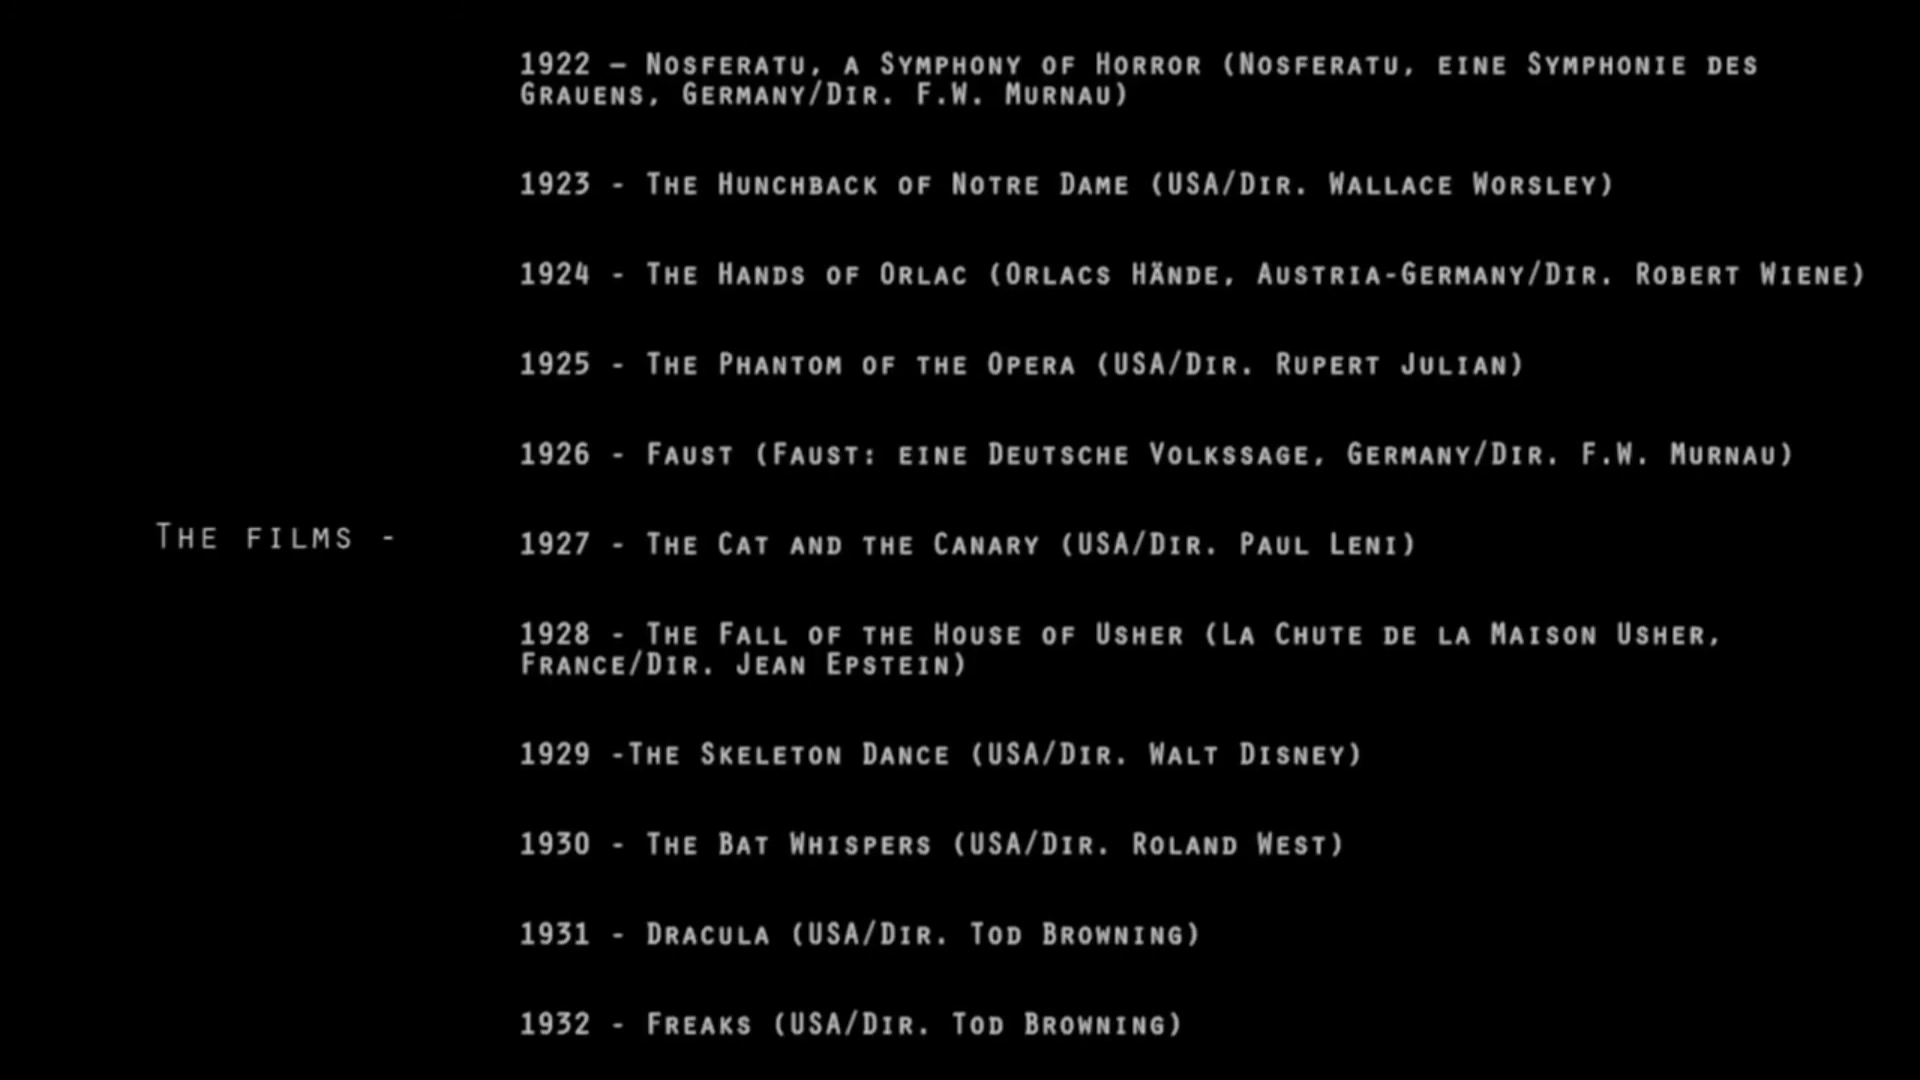 1922 – Nosferatu, a Symphony of Horror (Nosferatu, eine Symphonie des
Grauens, Germany/Dir. F.W. Murnau)
1923 - The Hunchback of Notre Dame (USA/Dir. Wallace Worsley)
1924 - The Hands of Orlac (Orlacs Hände, Austria-Germany/Dir. Robert Wiene)
1925 - The Phantom of the Opera (USA/Dir. Rupert Julian)
1926 - Faust (Faust: eine Deutsche Volkssage, Germany/Dir. F.W. Murnau)
The films -
1927 - The Cat and the Canary (USA/Dir. Paul Leni)
1928 - The Fall of the House of Usher (La Chute de la Maison Usher,
France/Dir. Jean Epstein)
1929 -The Skeleton Dance (USA/Dir. Walt Disney)
1930 - The Bat Whispers (USA/Dir. Roland West)
1931 - Dracula (USA/Dir. Tod Browning)
1932 - Freaks (USA/Dir. Tod Browning)